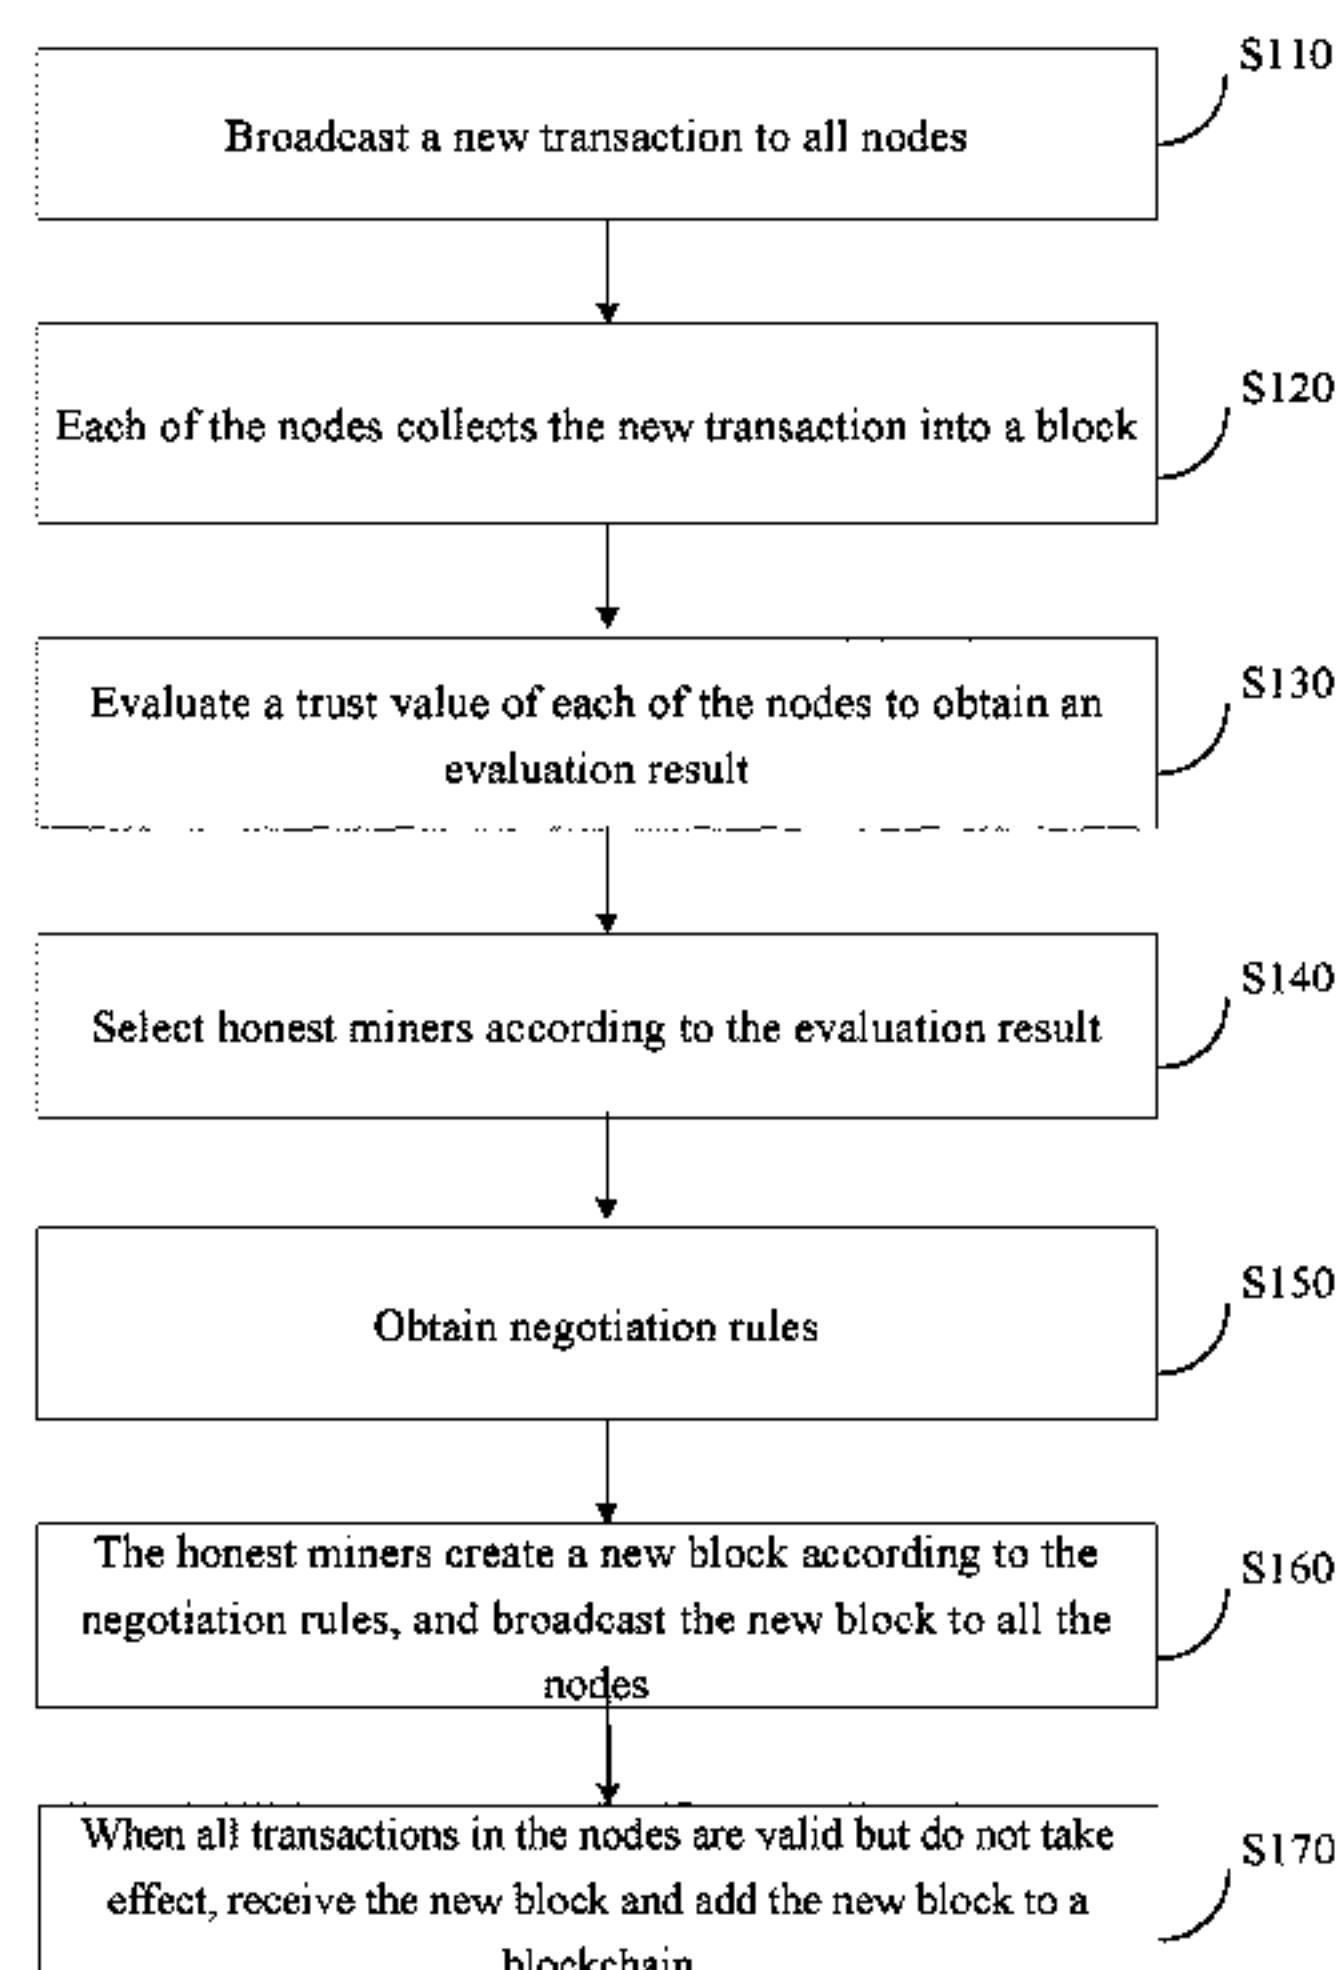 S110
Broadcast a new transaction to all nodes
S120
Each of the nodes collects the new transaction into a block
S130
Evaluate a trust value of each of the nodes to obtain an
evaluation result
S140
Select honest miners according to the evaluation result
S150
Obtain negotiation rules
S160
The honest miners create a new block according to the
negotiation rules, and broadcast the new block to all the
nodes
S170
When all transactions in the nodes are valid but do not take
effect, receive the new block and add the new block to a
blockchain